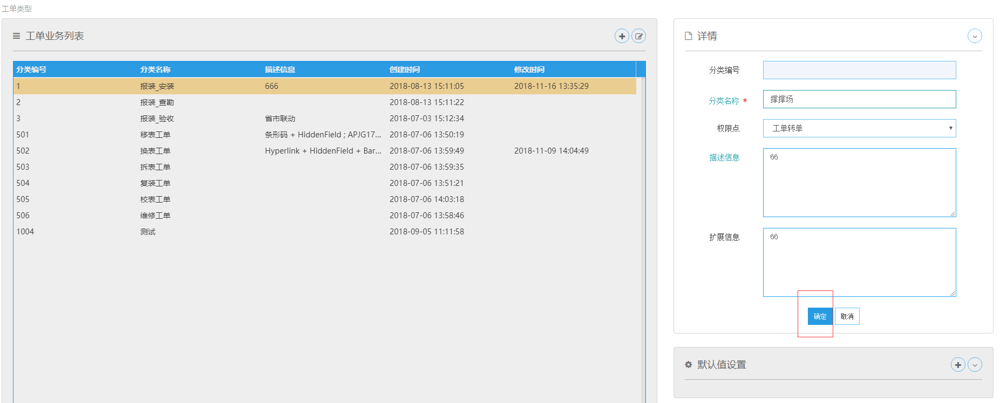 工单类型
工单业务列表
分类编号 分类名称 描述信息 创建时间 修改时间
1 报装_安装 666 2018-08-13 15:11:05 2018-11-16 13:35:29
2 报装_查勘 2018-08-13 15:11:22
3 报装_验收 省市联动 2018-07-03 15:12:34
501 移表工单 条形码 + HiddenField ; APJG17... 2018-07-06 13:50:19
502 换表工单 Hyperlink + HiddenField + Bar... 2018-07-06 13:59:49 2018-11-09 14:04:49
503 拆表工单 2018-07-06 13:59:35
504 复装工单 2018-07-06 13:51:21
505 校表工单 2018-07-06 14:03:18
506 维修工单 2018-07-06 13:58:46
1004 测试 2018-09-05 11:11:58
详情
分类编号
分类名称 * 撑撑场
权限点 工单转单
描述信息 66
扩展信息 66
确定 取消
默认值设置